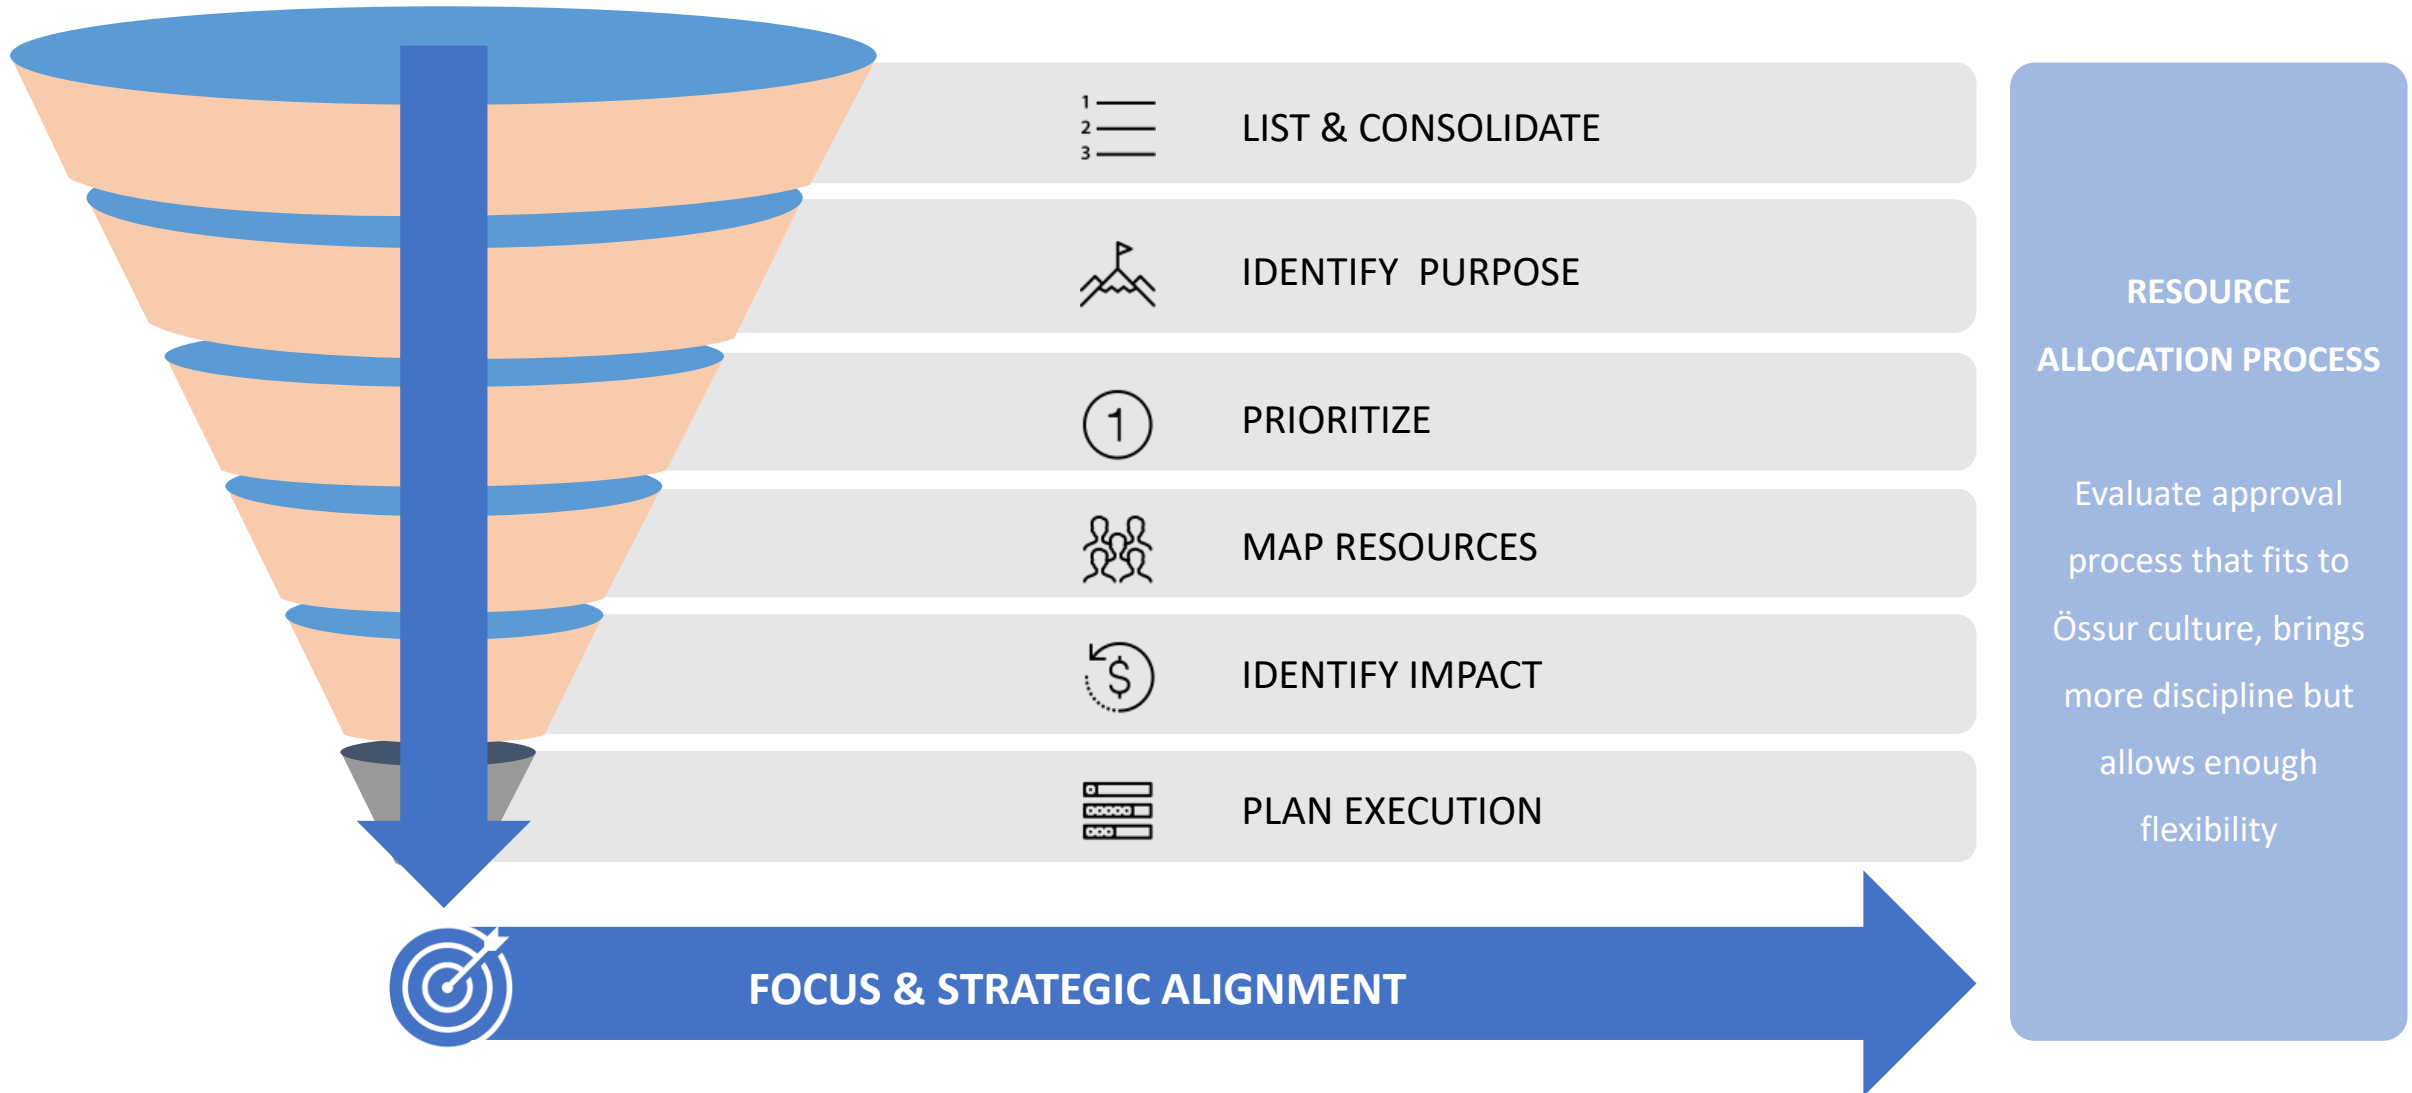 1
2
3
LIST & CONSOLIDATE
IDENTIFY  PURPOSE
1
PRIORITIZE
MAP RESOURCES
$
IDENTIFY IMPACT
PLAN EXECUTION
FOCUS & STRATEGIC ALIGNMENT
RESOURCE
ALLOCATION PROCESS
Evaluate approval
process that fits to
Össur culture, brings
more discipline but
allows enough
flexibility